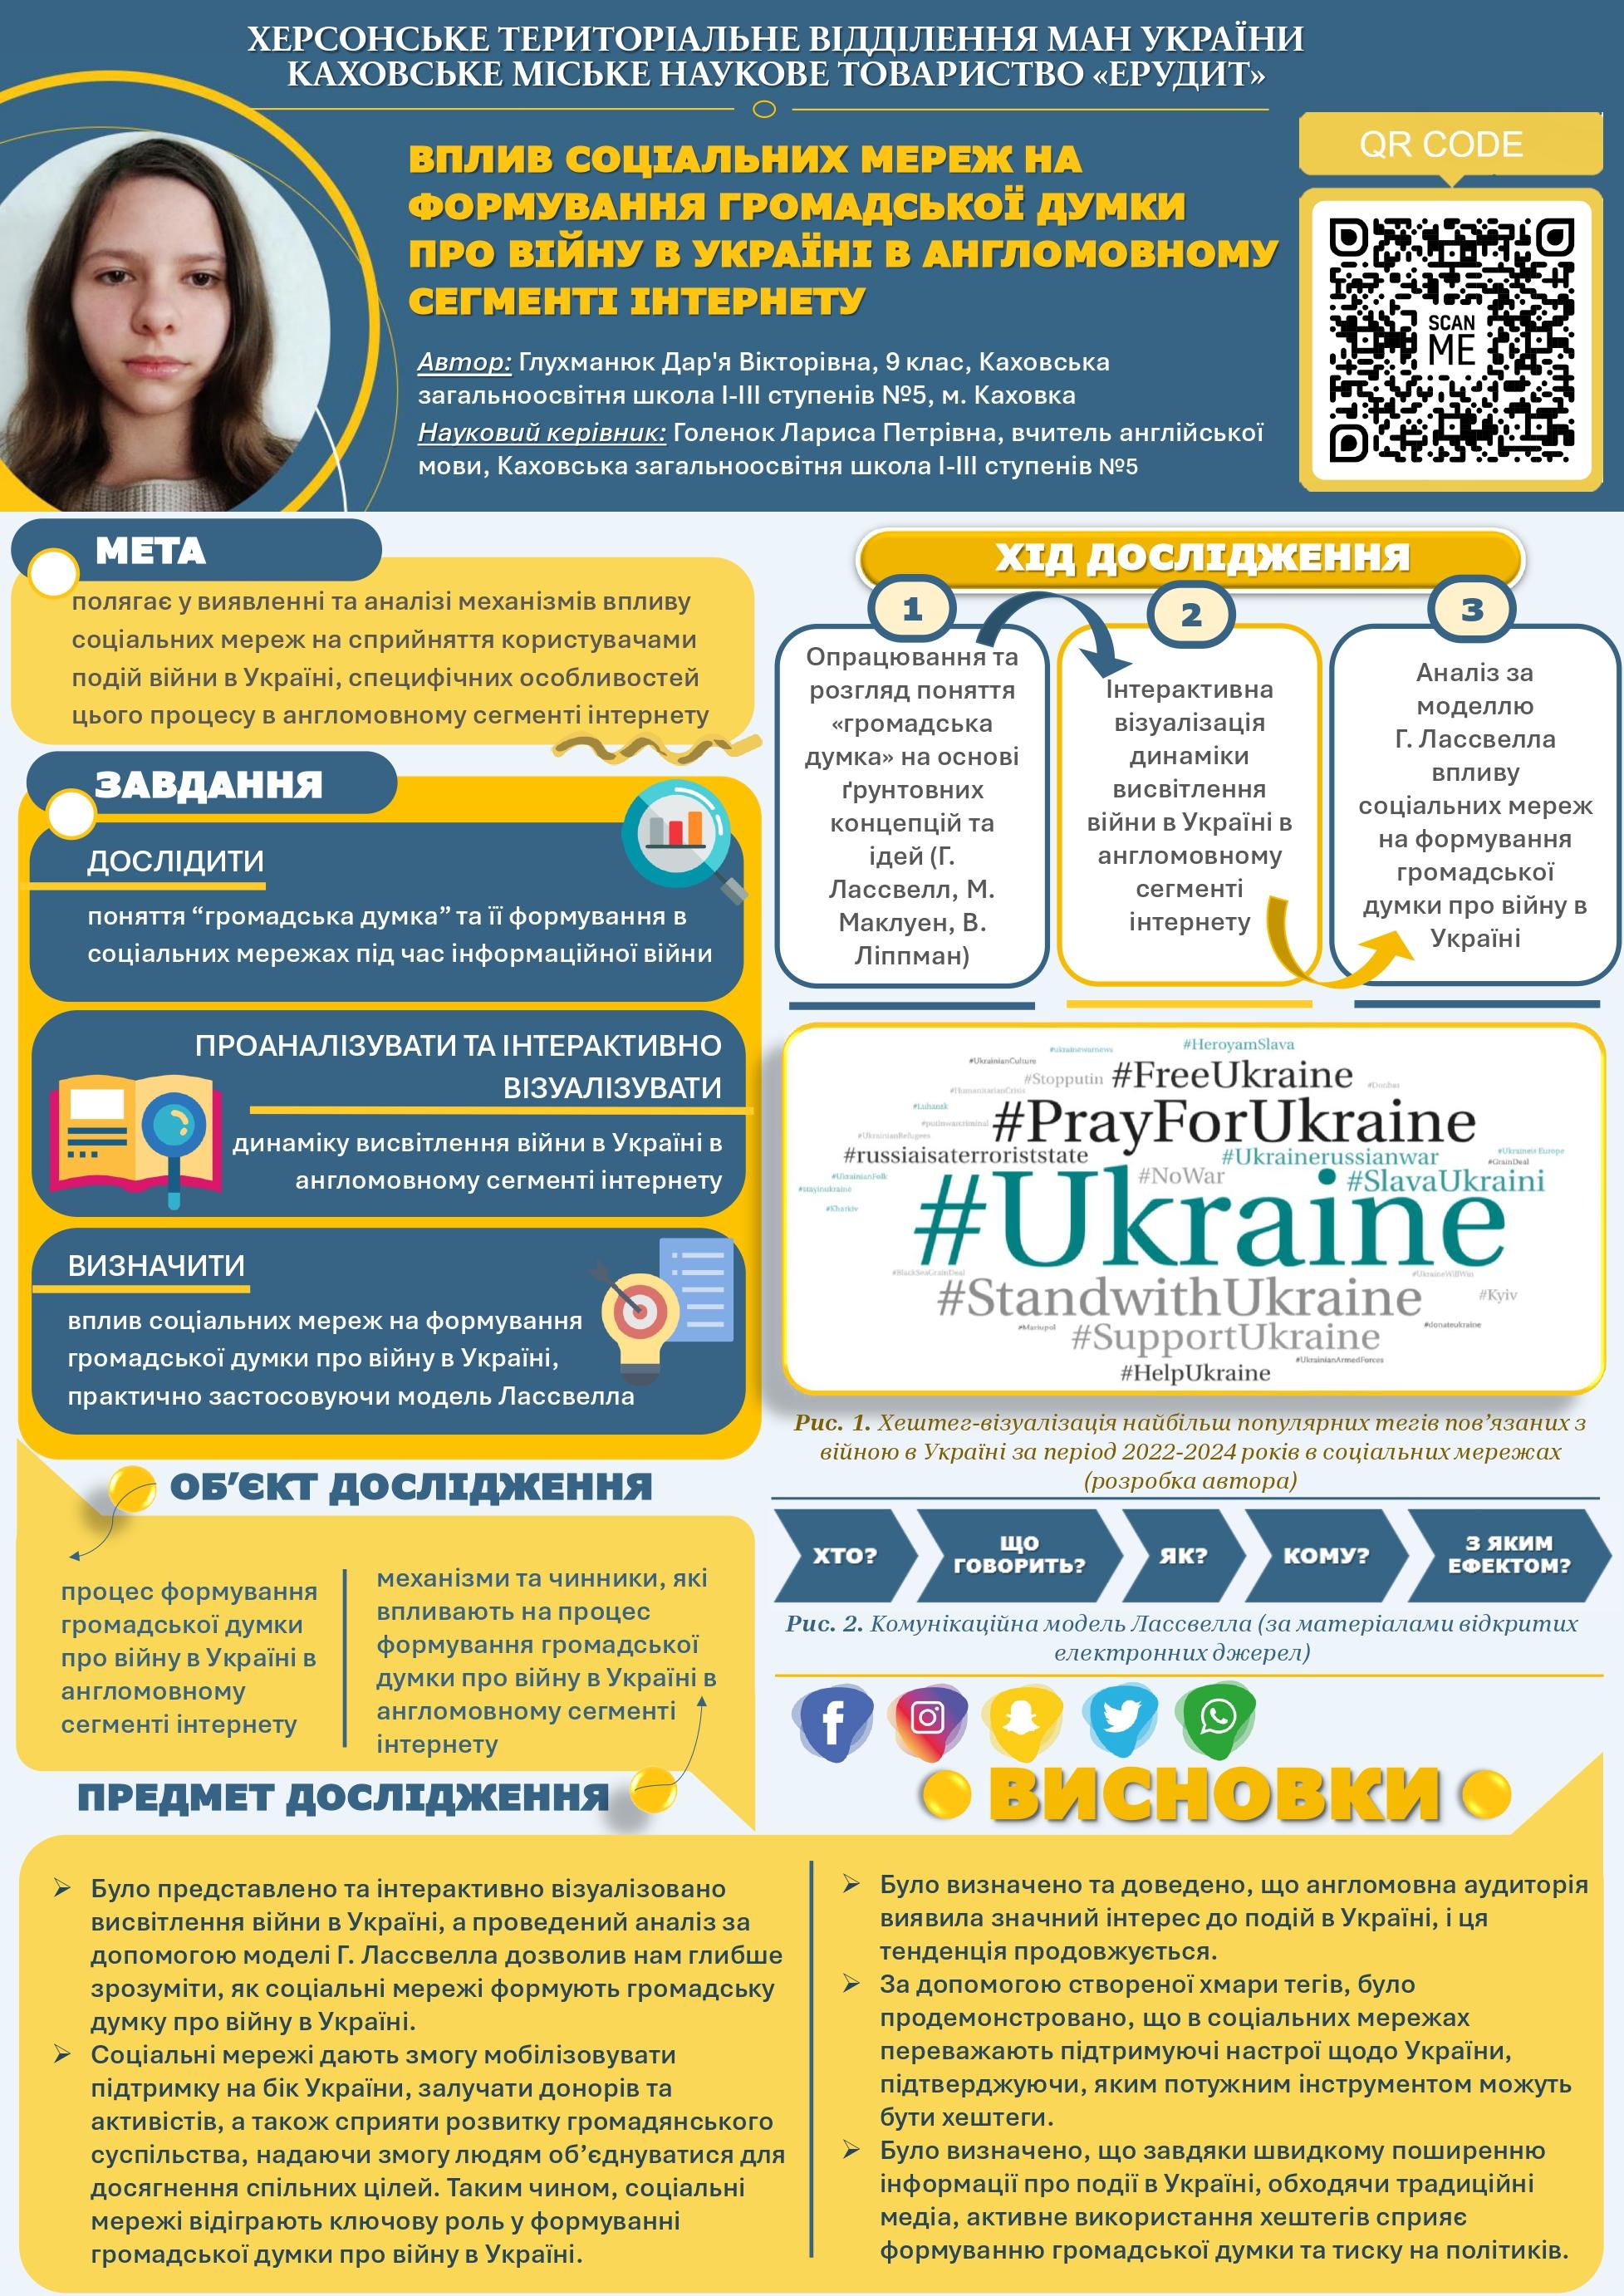 ХЕРСОНСЬКЕ ТЕРИТОРІАЛЬНЕ ВІДДІЛЕННЯ МАН УКРАЇНИ
КАХОВСЬКЕ МІСЬКЕ НАУКОВЕ ТОВАРИСТВО «ЕРУДИТ»
QR CODE
SCAN
ME
ВПЛИВ СОЦІАЛЬНИХ МЕРЕЖ НА
ФОРМУВАННЯ ГРОМАДСЬКОЇ ДУМКИ
ПРО ВІЙНУ В УКРАЇНІ В АНГЛОМОВНОМУ
СЕГМЕНТІ ІНТЕРНЕТУ
Автор: Глухманюк Дар'я Вікторівна, 9 клас, Каховська
загальноосвітня школа І-ІІІ ступенів №5, м. Каховка
Науковий керівник: Голенок Лариса Петрівна, вчитель англійської
мови, Каховська загальноосвітня школа І-ІІІ ступенів №5
МЕТА
полягає у виявленні та аналізі механізмів впливу
соціальних мереж на сприйняття користувачами
подій війни в Україні, специфічних особливостей
цього процесу в англомовному сегменті інтернету
ЗАВДАННЯ
ДОСЛІДИТИ
поняття “громадська думка” та її формування в
соціальних мережах під час інформаційної війни
ПРОАНАЛІЗУВАТИ ТА ІНТЕРАКТИВНО
ВІЗУАЛІЗУВАТИ
динаміку висвітлення війни в Україні в
англомовному сегменті інтернету
ВИЗНАЧИТИ
вплив соціальних мереж на формування
громадської думки про війну в Україні,
практично застосовуючи модель Лассвелла
ОБ’ЄКТ ДОСЛІДЖЕННЯ
процес формування
громадської думки
про війну в Україні в
англомовному
сегменті інтернету
механізми та чинники, які
впливають на процес
формування громадської
думки про війну в Україні в
англомовному сегменті
інтернету
ПРЕДМЕТ ДОСЛІДЖЕННЯ
ХІД ДОСЛІДЖЕННЯ
1
Опрацювання та
розгляд поняття
«громадська
думка» на основі
ґрунтовних
концепцій та
ідей (Г.
Лассвелл, М.
Маклуен, В.
Ліппман)
2
Інтерактивна
візуалізація
динаміки
висвітлення
війни в Україні в
англомовному
сегменті
інтернету
3
Аналіз за
моделлю
Г. Лассвелла
впливу
соціальних мереж
на формування
громадської
думки про війну в
Україні
#HeroyamSlava
#ukrainewarnews
#UkrainianCulture
#FreeUkraine
#Stopputin
#Donbas
#HumanitarianCrisis
#Luhansk
#PrayForUkraine
#putinwarcriminal
#UkrainianRefugees
#russiaisaterroriststate
#Ukrainerussianwar
#Ukraineis Europe
#GrainDeal
#NoWar
#SlavaUkraini
#UkrainianFolk
#stayinukraine
#Kharkiv
#Ukraine
#BlackSeaGrainDeal
#UkraineWillWin
#StandwithUkraine
#Kyiv
#Mariupol
#donateukraine
#SupportUkraine
#UkrainianArmedForces
#HelpUkraine
Рис. 1. Хештег-візуалізація найбільш популярних тегів пов’язаних з
війною в Україні за період 2022-2024 років в соціальних мережах
(розробка автора)
ХТО?
ЩО
ГОВОРИТЬ?
ЯК?
КОМУ?
З ЯКИМ
ЕФЕКТОМ?
Рис. 2. Комунікаційна модель Лассвелла (за матеріалами відкритих
електронних джерел)
ВИСНОВКИ
Було представлено та інтерактивно візуалізовано
висвітлення війни в Україні, а проведений аналіз за
допомогою моделі Г. Лассвелла дозволив нам глибше
зрозуміти, як соціальні мережі формують громадську
думку про війну в Україні.
Соціальні мережі дають змогу мобілізовувати
підтримку на бік України, залучати донорів та
активістів, а також сприяти розвитку громадянського
суспільства, надаючи змогу людям об’єднуватися для
досягнення спільних цілей. Таким чином, соціальні
мережі відіграють ключову роль у формуванні
громадської думки про війну в Україні.
Було визначено та доведено, що англомовна аудиторія
виявила значний інтерес до подій в Україні, і ця
тенденція продовжується.
За допомогою створеної хмари тегів, було
продемонстровано, що в соціальних мережах
переважають підтримуючі настрої щодо України,
підтверджуючи, яким потужним інструментом можуть
бути хештеги.
Було визначено, що завдяки швидкому поширенню
інформації про події в Україні, обходячи традиційні
медіа, активне використання хештегів сприяє
формуванню громадської думки та тиску на політиків.